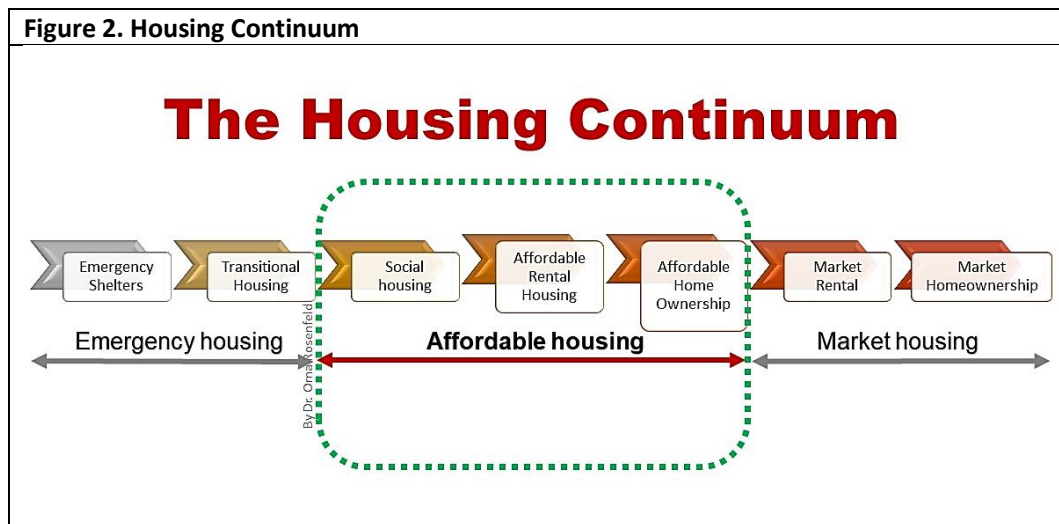 Figure 2. Housing Continuum
The Housing Continuum
Emergency
Shelters
Transitional
Housing
Social
housing
Affordable
Rental
Housing
Affordable
Home
Ownership
Market
Rental
Market
Homeownership
Emergency housing
Affordable housing
Market housing
By Dr. Orna Rosenfeld